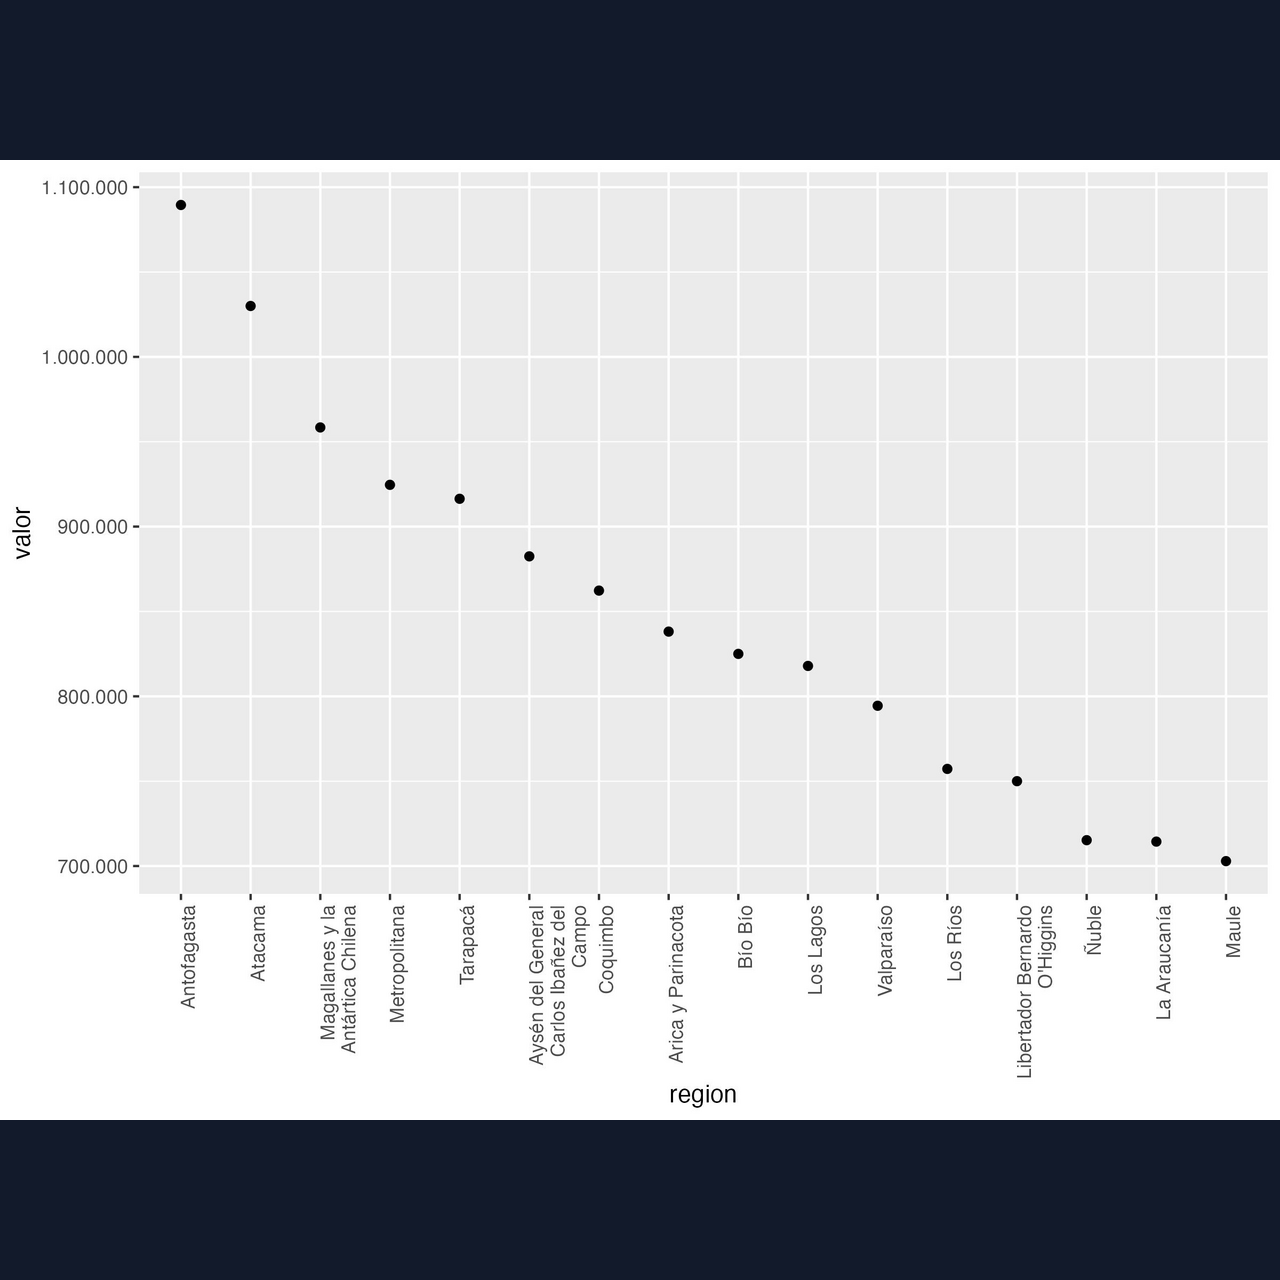 1.100.000
1.000.000
900.000
800.000
700.000
valor
Antofagasta
Atacama
Magallanes y la
Antártica Chilena
Metropolitana
Tarapacá
Aysén del General
Carlos Ibañez del
Campo
Coquimbo
Arica y Parinacota
Bío Bío
Los Lagos
Valparaíso
Los Ríos
Libertador Bernardo
O'Higgins
Ñuble
La Araucanía
Maule
region